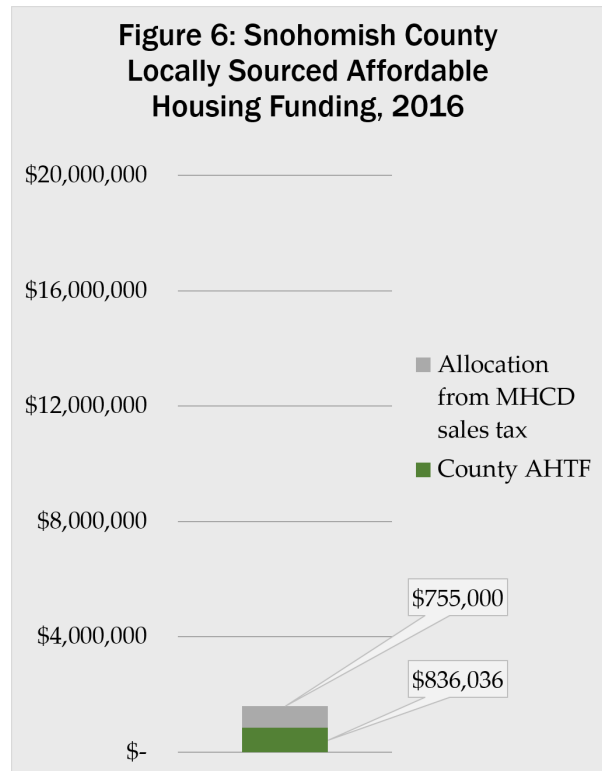 Figure 6: Snohomish County
Locally Sourced Affordable
Housing Funding, 2016
$20,000,000
$16,000,000
$12,000,000
$8,000,000
$4,000,000
$-
Allocation
from MHCD
sales tax
County AHTF
$755,000
$836,036